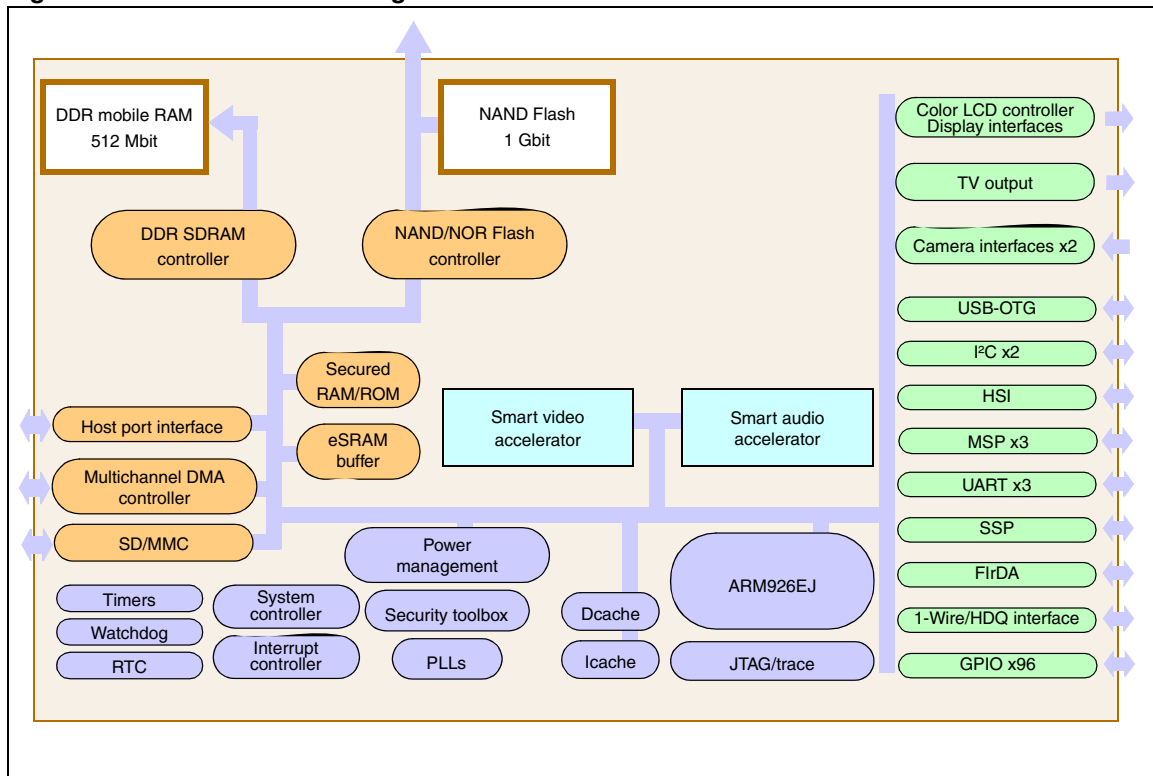 DDR mobile RAM
512 Mbit
NAND Flash
1 Gbit
DDR SDRAM
controller
NAND/NOR Flash
controller
Secured
RAM/ROM
eSRAM
buffer
Host port interface
Multichannel DMA
controller
SD/MMC
Smart video
accelerator
Smart audio
accelerator
Power
management
Timers
Watchdog
RTC
System
controller
Interrupt
controller
Security toolbox
PLLs
Dcache
Icache
ARM926EJ
JTAG/trace
Color LCD controller
Display interfaces
TV output
Camera interfaces x2
USB-OTG
I²C x2
HSI
MSP x3
UART x3
SSP
FIrDA
1-Wire/HDQ interface
GPIO x96